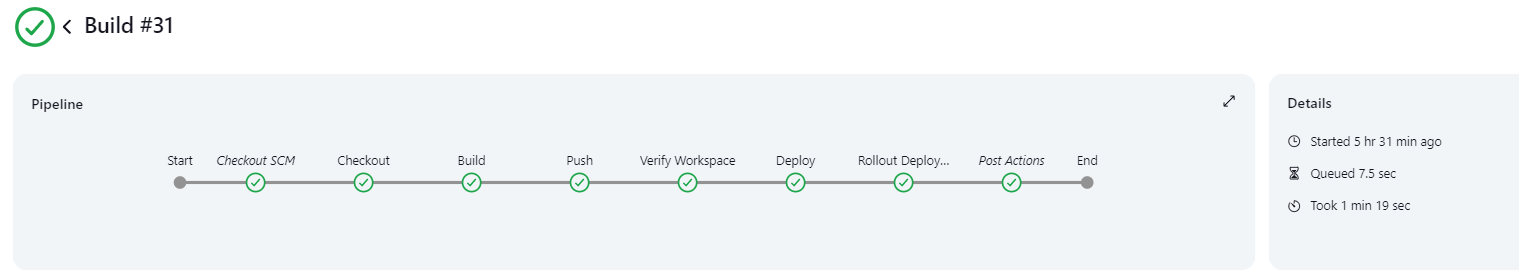 Build #31
Pipeline
Start
Checkout SCM
Checkout
Build
Push
Verify Workspace
Deploy
Rollout Deploy...
Post Actions
End
Details
Started 5 hr 31 min ago
Queued 7.5 sec
Took 1 min 19 sec